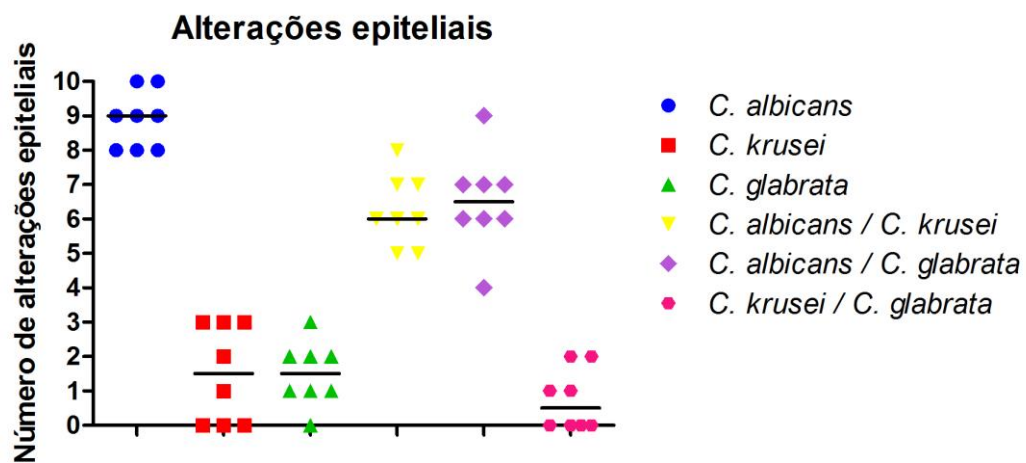 Alterações epiteliais
Número de alterações epiteliais
10
9
8
7
6
5
4
3
2
1
0
C. albicans
C. krusei
C. glabrata
C. albicans / C. krusei
C. albicans / C. glabrata
C. krusei / C. glabrata